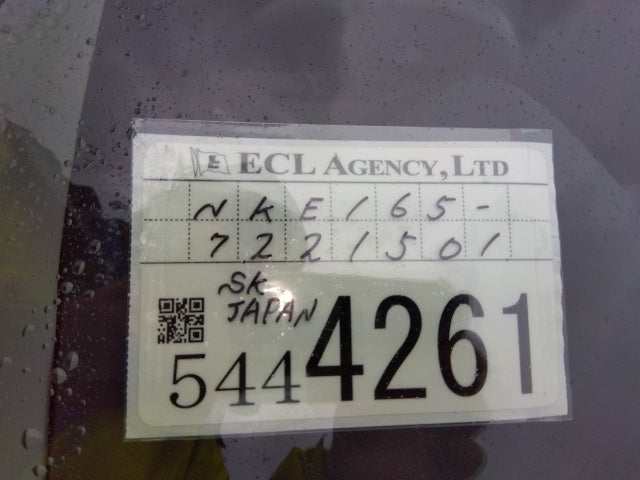 E ECL AGENCY, LTD
NKE165-
7221501
SK
JAPAN
5444261